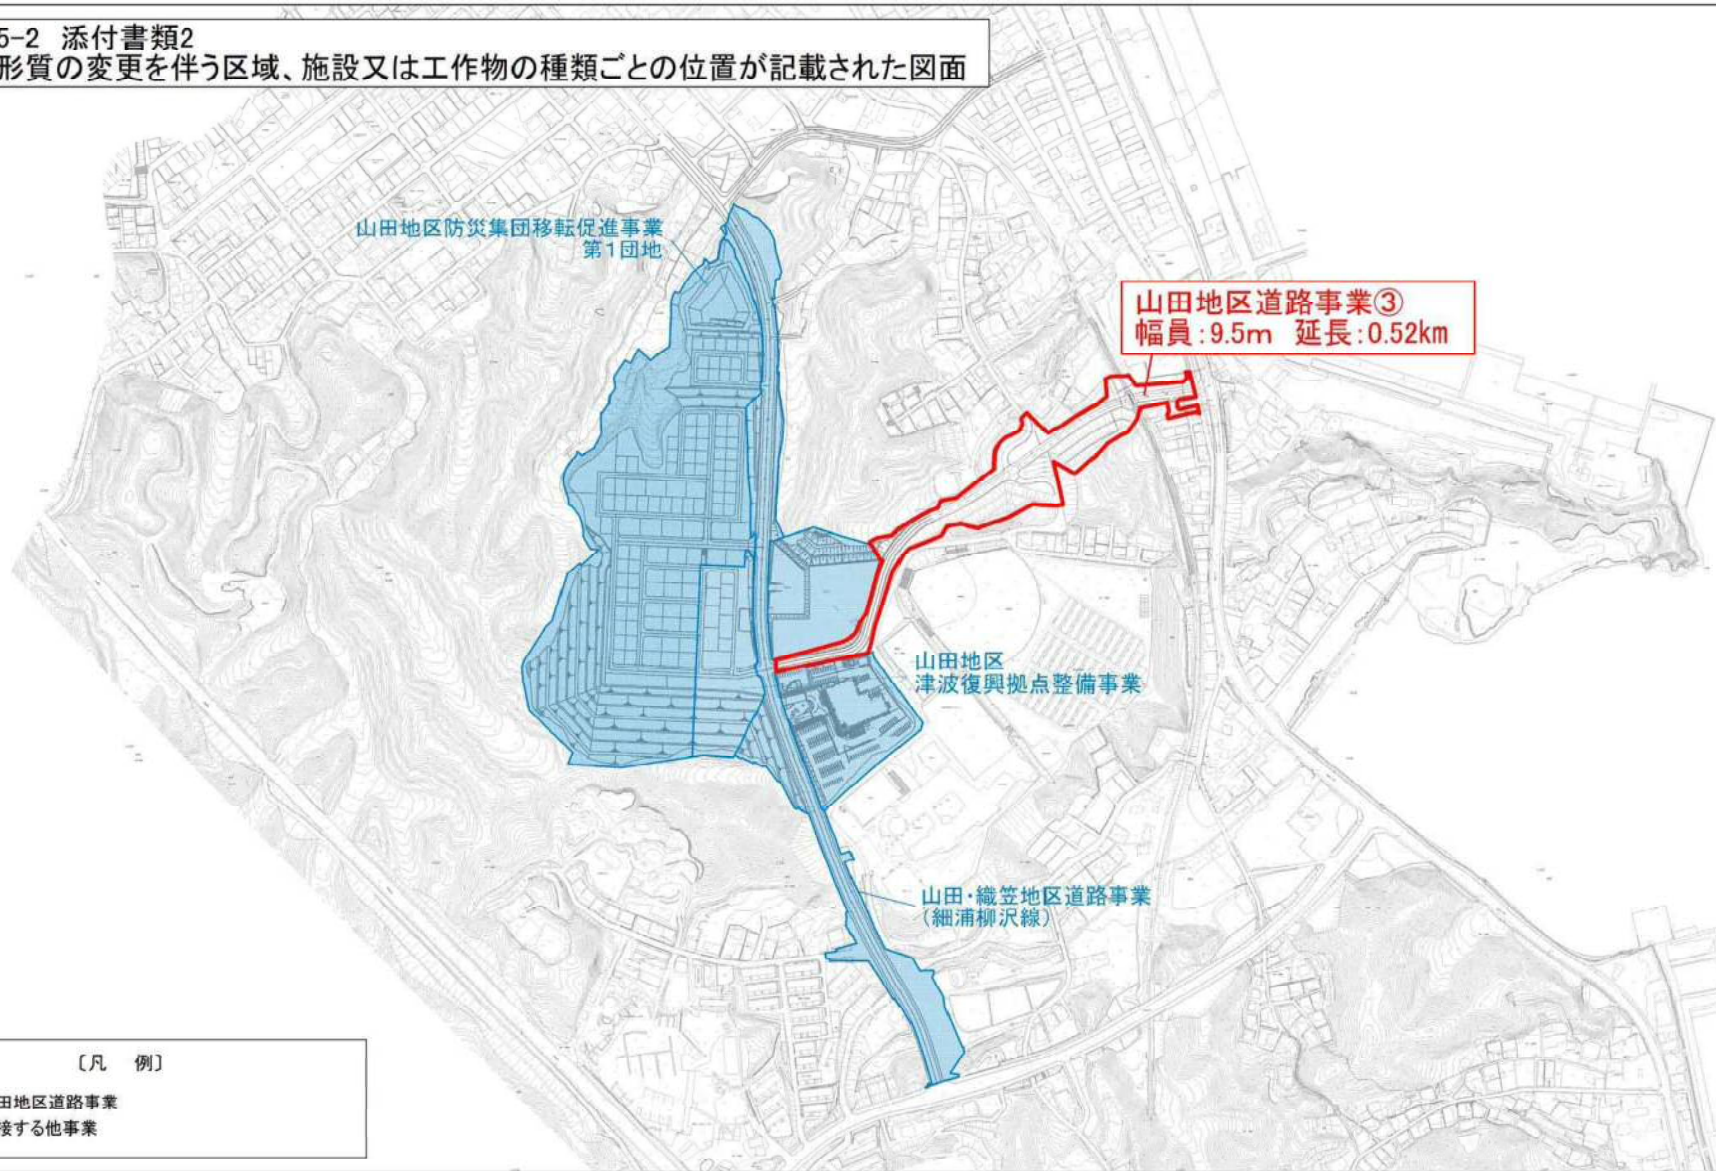 5-2 添付書類2
形質の変更を伴う区域、施設又は工作物の種類ごとの位置が記載された図面
山田地区防災集団移転促進事業
第1団地
山田地区道路事業③
幅員:9.5m 延長:0.52km
山田地区
津波復興拠点整備事業
山田・織笠地区道路事業
(細浦柳沢線)
〔凡 例〕
田地区道路事業
接する他事業